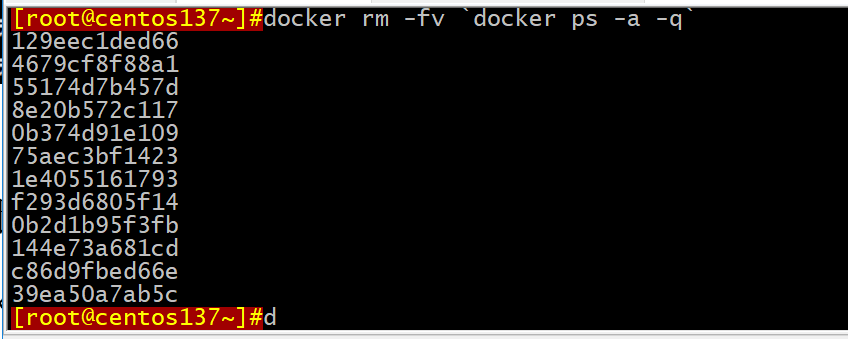 [root@centos137~]#docker rm -fv `docker ps -a -q`
129eec1ded66
4679cf8f88a1
55174d7b457d
8e20b572c117
0b374d91e109
75aec3bf1423
1e4055161793
f293d6805f14
0b2d1b95f3fb
144e73a681cd
c86d9fbed66e
39ea50a7ab5c
[root@centos137~]#d